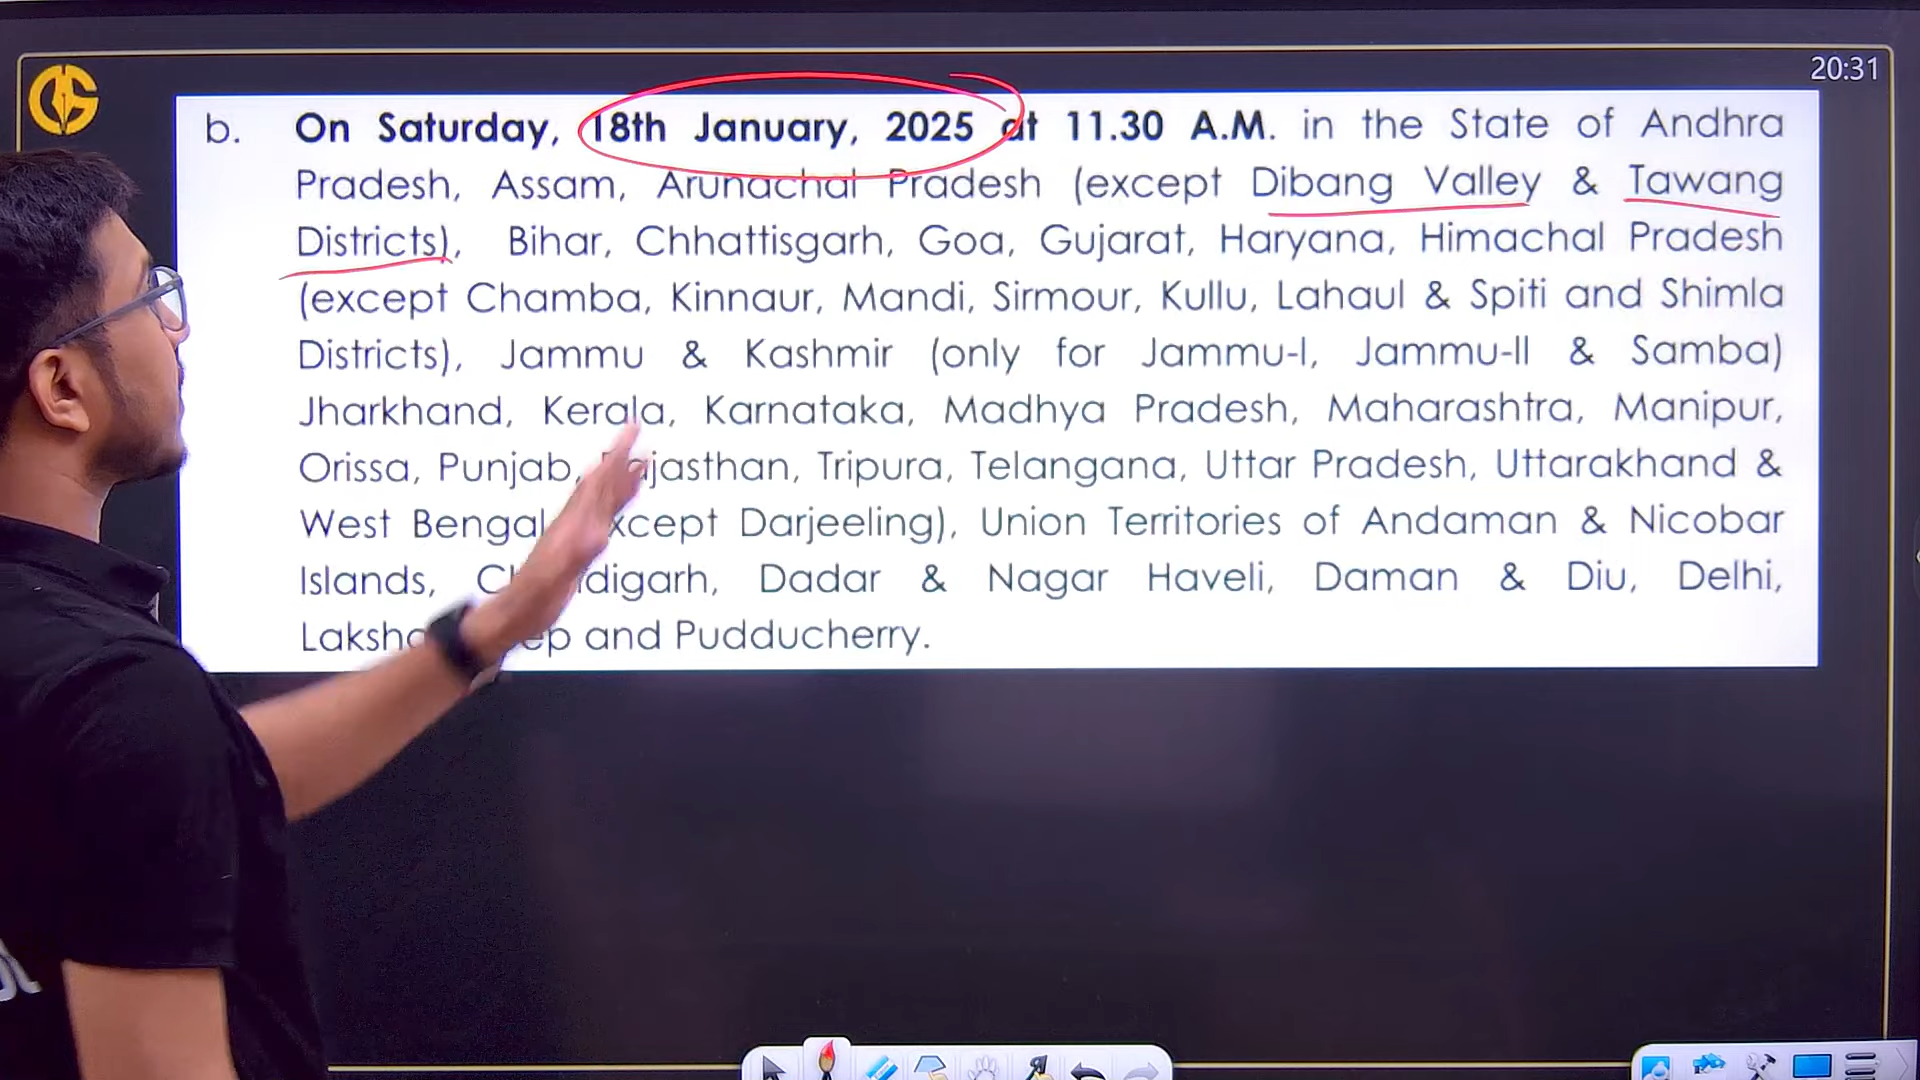 20:31
b. On Saturday, 18th January, 2025 at 11.30 A.M. in the State of Andhra
Pradesh, Assam, Arunachal Pradesh (except Dibang Valley & Tawang
Districts), Bihar, Chhattisgarh, Goa, Gujarat, Haryana, Himachal Pradesh
(except Chamba, Kinnaur, Mandi, Sirmour, Kullu, Lahaul & Spiti and Shimla
Districts), Jammu & Kashmir (only for Jammu-I, Jammu-II & Samba)
Jharkhand, Kerala, Karnataka, Madhya Pradesh, Maharashtra, Manipur,
Orissa, Punjab, Rajasthan, Tripura, Telangana, Uttar Pradesh, Uttarakhand &
West Bengal (except Darjeeling), Union Territories of Andaman & Nicobar
Islands, Chandigarh, Dadar & Nagar Haveli, Daman & Diu, Delhi,
and Pudducherry.